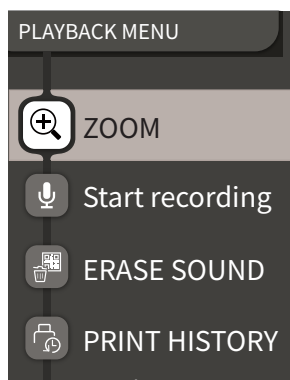 PLAYBACK MENU
ZOOM
Start recording
ERASE SOUND
PRINT HISTORY